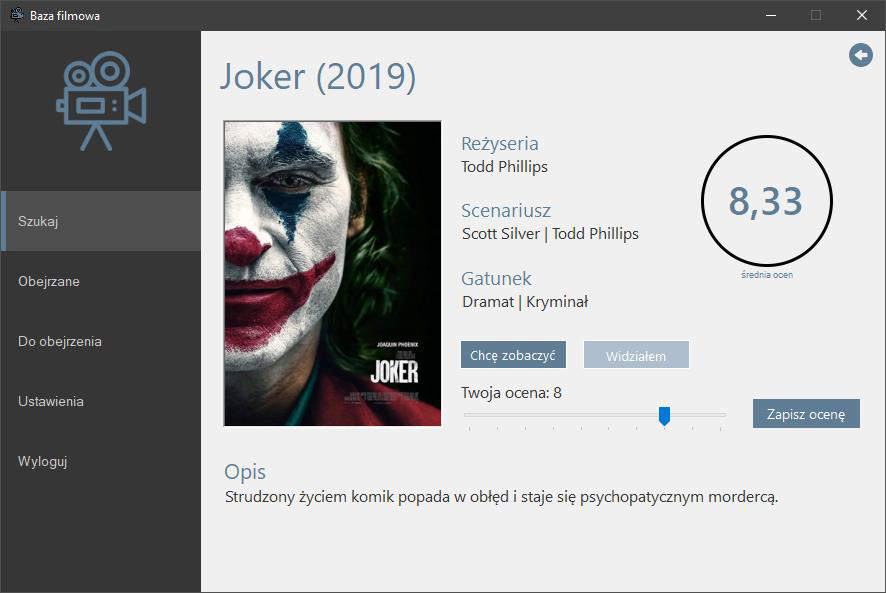 Baza filmowa
Szukaj
Obejrzane
Do obejrzenia
Ustawienia
Wyloguj
Joker (2019)
JOAQUIN PHOENIX
JOKER
Reżyseria
Todd Phillips
Scenariusz
Scott Silver | Todd Phillips
Gatunek
Dramat | Kryminał
8,33
średnia ocen
Chcę zobaczyć
Widziałem
Twoja ocena: 8
Zapisz ocenę
Opis
Strudzony życiem komik popada w obłęd i staje się psychopatycznym mordercą.